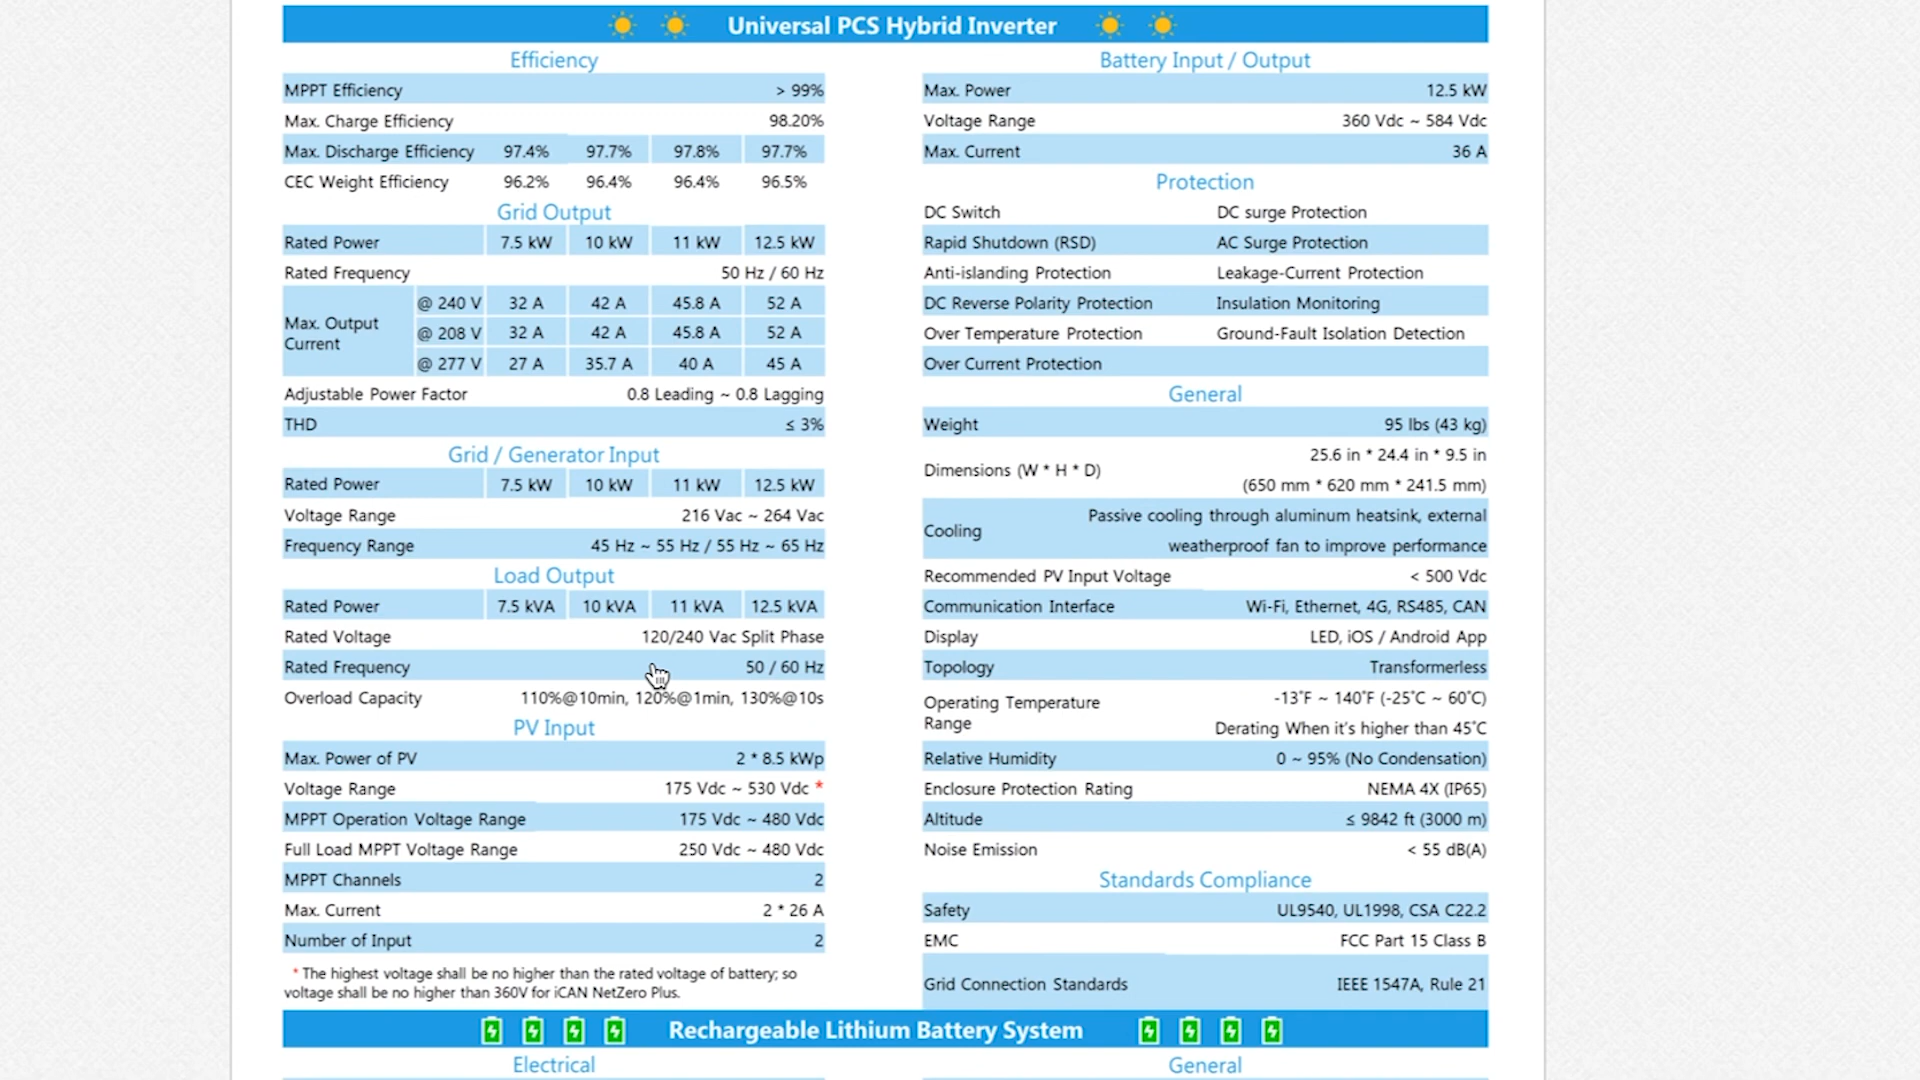 Universal PCS Hybrid Inverter
Efficiency
MPPT Efficiency > 99%
Max. Charge Efficiency 98.20%
Max. Discharge Efficiency 97.4% 97.7% 97.8% 97.7%
CEC Weight Efficiency 96.2% 96.4% 96.4% 96.5%
Grid Output
Rated Power 7.5 kW 10 kW 11 kW 12.5 kW
Rated Frequency 50 Hz / 60 Hz
Max. Output Current
@ 240 V 32 A 42 A 45.8 A 52 A
@ 208 V 32 A 42 A 45.8 A 52 A
@ 277 V 27 A 35.7 A 40 A 45 A
Adjustable Power Factor 0.8 Leading ~ 0.8 Lagging
THD ≤ 3%
Grid / Generator Input
Rated Power 7.5 kW 10 kW 11 kW 12.5 kW
Voltage Range 216 Vac ~ 264 Vac
Frequency Range 45 Hz ~ 55 Hz / 55 Hz ~ 65 Hz
Load Output
Rated Power 7.5 kVA 10 kVA 11 kVA 12.5 kVA
Rated Voltage 120/240 Vac Split Phase
Rated Frequency 50 / 60 Hz
Overload Capacity 110%@10min, 120%@1min, 130%@10s
PV Input
Max. Power of PV 2 * 8.5 kWp
Voltage Range 175 Vdc ~ 530 Vdc *
MPPT Operation Voltage Range 175 Vdc ~ 480 Vdc
Full Load MPPT Voltage Range 250 Vdc ~ 480 Vdc
MPPT Channels 2
Max. Current 2 * 26 A
Number of Input 2
* The highest voltage shall be no higher than the rated voltage of battery; so
voltage shall be no higher than 360V for iCAN NetZero Plus.
Battery Input / Output
Max. Power 12.5 kW
Voltage Range 360 Vdc ~ 584 Vdc
Max. Current 36 A
Protection
DC Switch DC surge Protection
Rapid Shutdown (RSD) AC Surge Protection
Anti-islanding Protection Leakage-Current Protection
DC Reverse Polarity Protection Insulation Monitoring
Over Temperature Protection Ground-Fault Isolation Detection
Over Current Protection
General
Weight 95 lbs (43 kg)
Dimensions (W * H * D) 25.6 in * 24.4 in * 9.5 in
(650 mm * 620 mm * 241.5 mm)
Cooling Passive cooling through aluminum heatsink, external
weatherproof fan to improve performance
Recommended PV Input Voltage < 500 Vdc
Communication Interface Wi-Fi, Ethernet, 4G, RS485, CAN
Display LED, iOS / Android App
Topology Transformerless
Operating Temperature Range -13˚F ~ 140˚F (-25˚C ~ 60˚C)
Derating When it's higher than 45˚C
Relative Humidity 0 ~ 95% (No Condensation)
Enclosure Protection Rating NEMA 4X (IP65)
Altitude ≤ 9842 ft (3000 m)
Noise Emission < 55 dB(A)
Standards Compliance
Safety UL9540, UL1998, CSA C22.2
EMC FCC Part 15 Class B
Grid Connection Standards IEEE 1547A, Rule 21
Rechargeable Lithium Battery System
Electrical
General